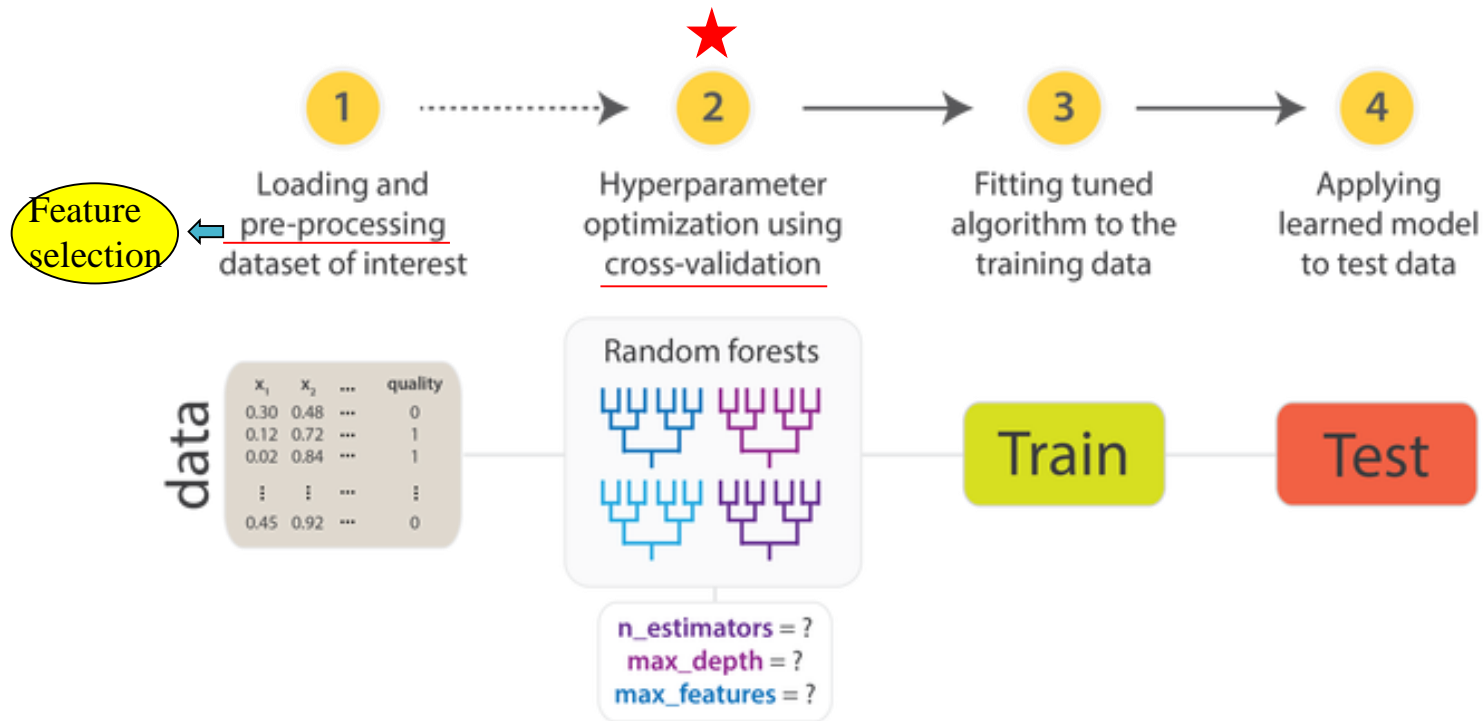 1
2
3
4
Loading and
pre-processing
dataset of interest
Feature
selection
Hyperparameter
optimization using
cross-validation
Fitting tuned
algorithm to the
training data
Applying
learned model
to test data
data
x₁ x₂ ... quality
0.30 0.48 ... 0
0.12 0.72 ... 1
0.02 0.84 ... 1
⋮ ⋮ ... ⋮
0.45 0.92 ... 0
Random forests
n_estimators = ?
max_depth = ?
max_features = ?
Train
Test